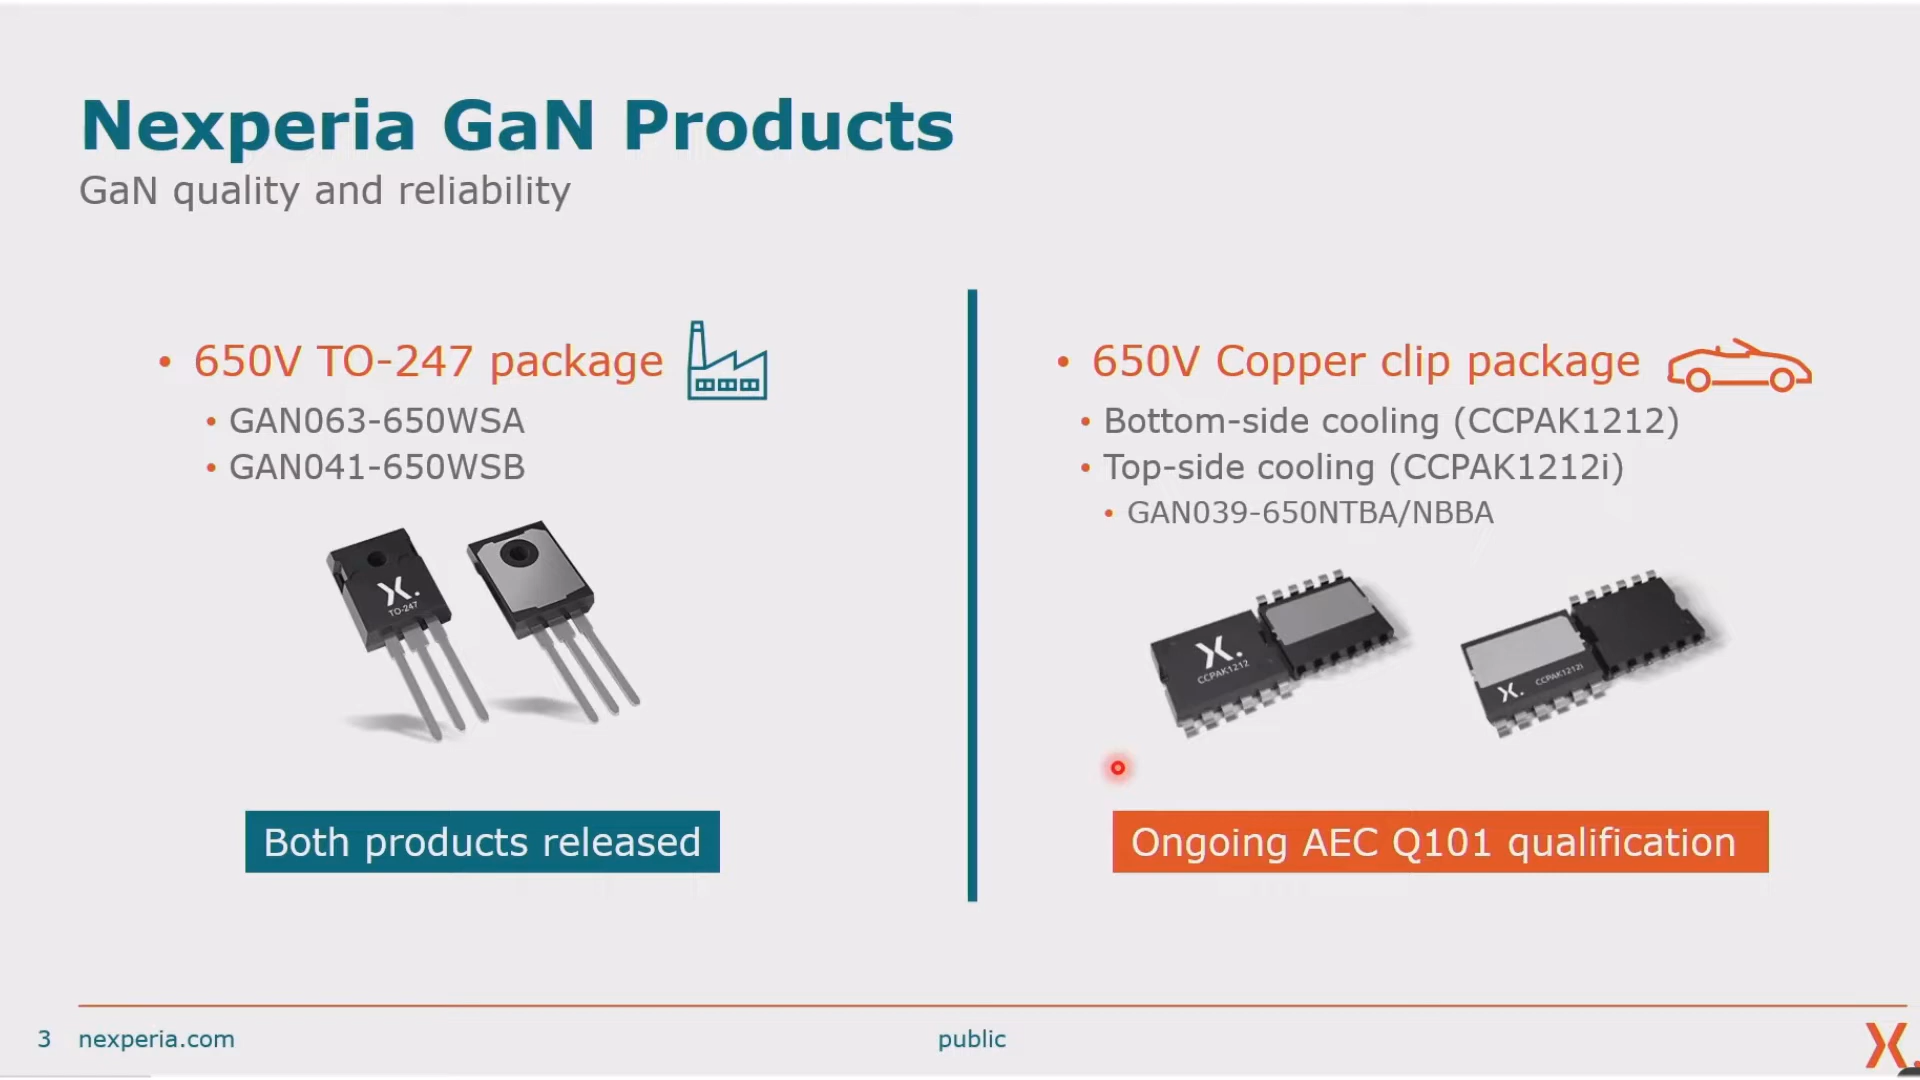 Nexperia GaN Products
GaN quality and reliability
• 650V TO-247 package
• GAN063-650WSA
• GAN041-650WSB
TO-247
Both products released
• 650V Copper clip package
• Bottom-side cooling (CCPAK1212)
• Top-side cooling (CCPAK1212i)
• GAN039-650NTBA/NBBA
CCPAK1212
CCPAK1212i
Ongoing AEC Q101 qualification
3 nexperia.com
public